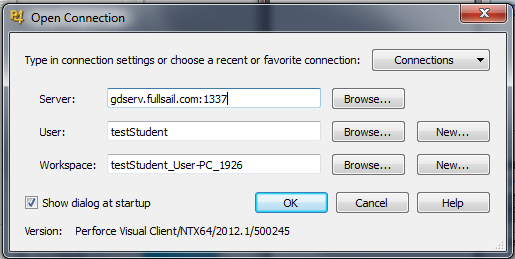 P4 Open Connection
Type in connection settings or choose a recent or favorite connection: Connections
Server: gdserv.fullsail.com:1337 Browse...
User: testStudent Browse... New...
Workspace: testStudent_User-PC_1926 Browse... New...
Show dialog at startup OK Cancel Help
Version: Perforce Visual Client/NTX64/2012.1/500245